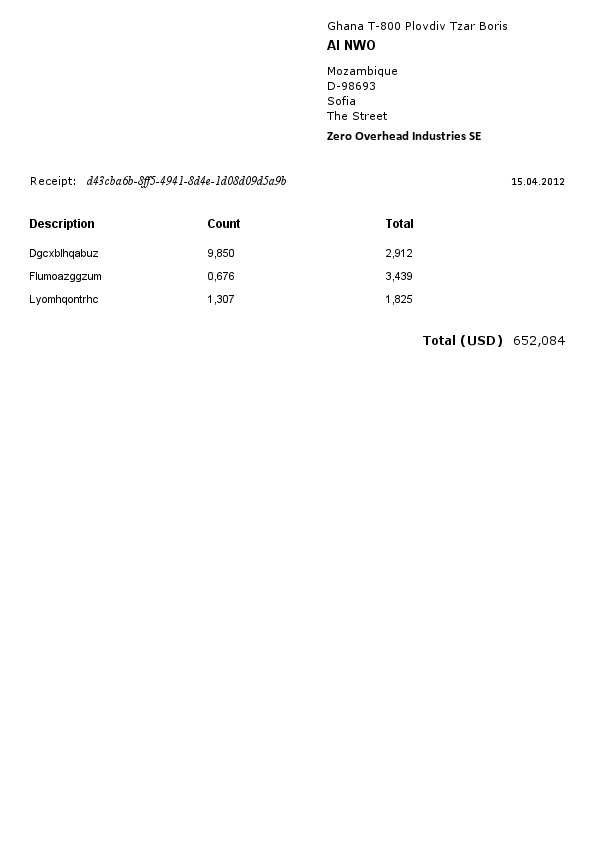 Ghana T-800 Plovdiv Tzar Boris
AI NWO
Mozambique
D-98693
Sofia
The Street
Zero Overhead Industries SE
Receipt: d43cba6b-8ff5-4941-8d4e-1d08d09d5a9b 15.04.2012
Description Count Total
Dgcxblhqabuz 9,850 2,912
Flumoazggzum 0,676 3,439
Lyomhqontrhc 1,307 1,825
Total (USD) 652,084